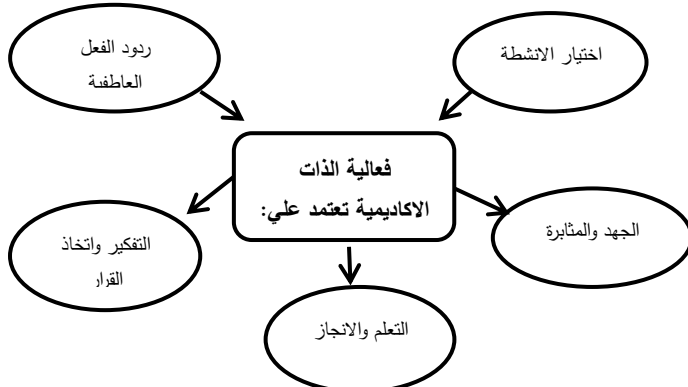 اختيار الانشطة
ردود الفعل
العاطفية
فعالية الذات
الاكاديمية تعتمد علي:
الجهد والمثابرة
التفكير واتخاذ
القرار
التعلم والانجاز